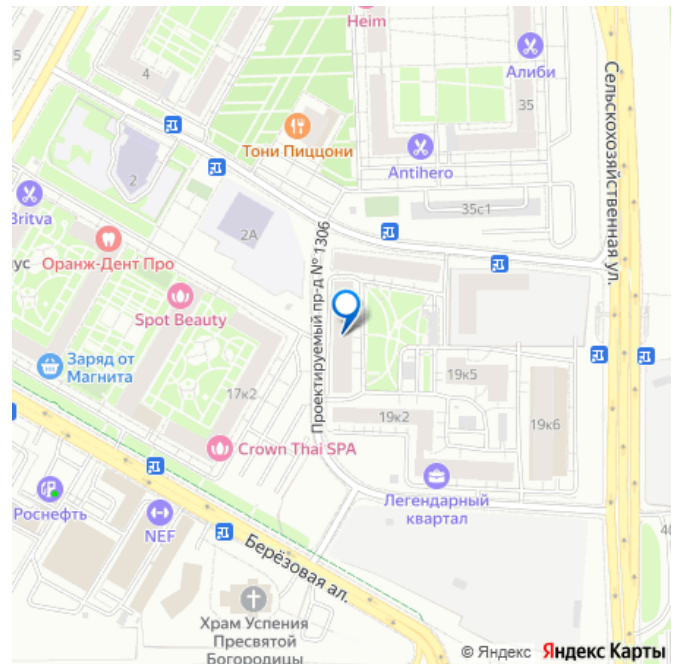 Heim
5
4
Алиби
35
Тони Пиццони
Antihero
Сельскохозяйственная ул.
2
Britva
35с1
2А
ус
Оранж-Дент Про
Проектируемый пр-д № 1306
Spot Beauty
Заряд от
Магнита
17к2
19к5
19к2
19к6
Crown Thai SPA
Легендарный
квартал
Роснефть
NEF
Берёзовая ал.
Храм Успения
Пресвятой
Богородицы
© Яндекс Яндекс Карты